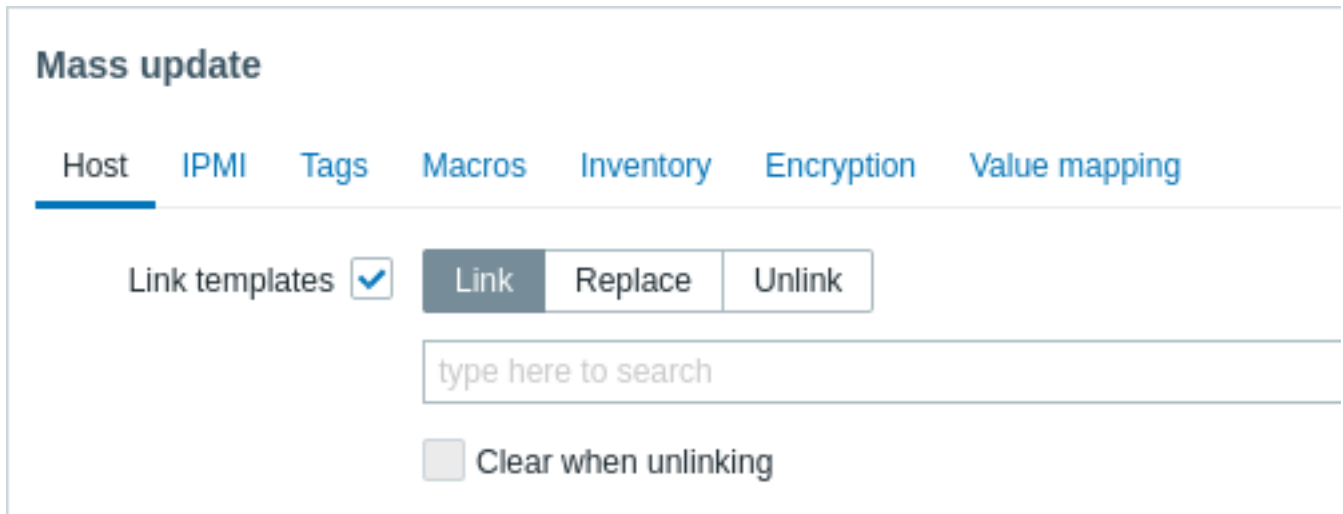 Mass update
Host IPMI Tags Macros Inventory Encryption Value mapping
Link templates Link Replace Unlink
type here to search
Clear when unlinking